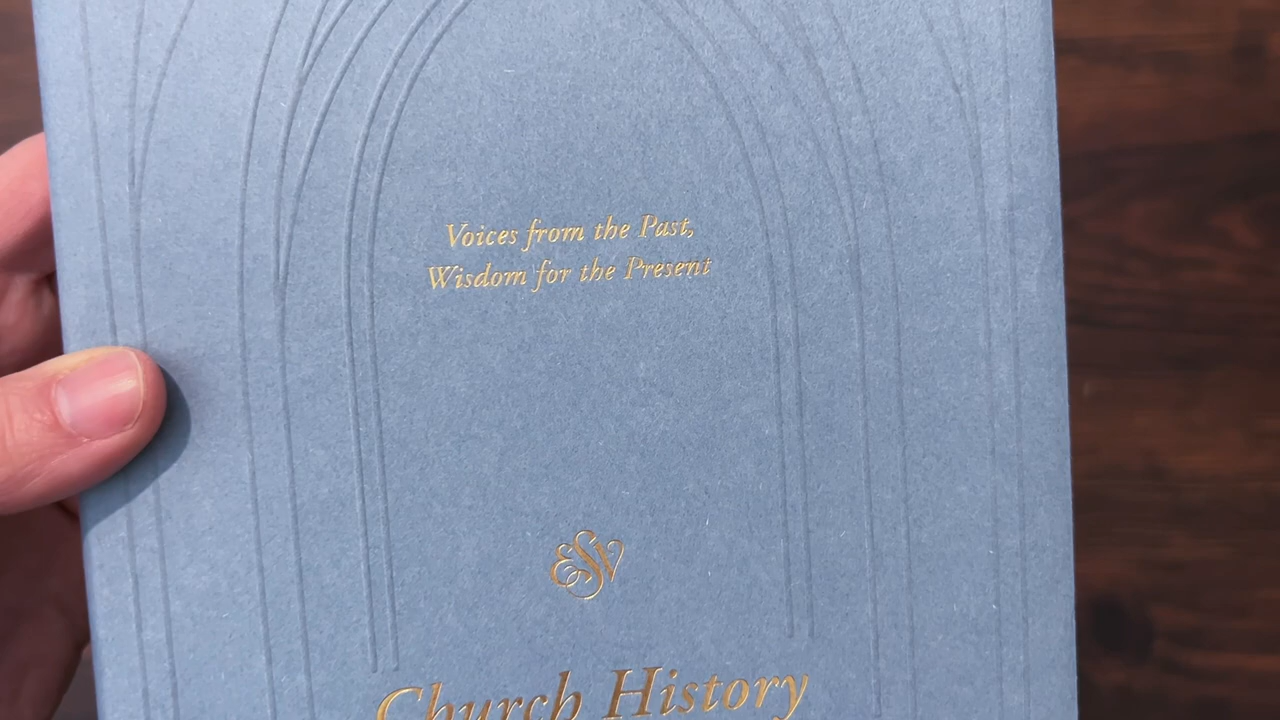 Voices from the Past,
Wisdom for the Present
ESV
Church History